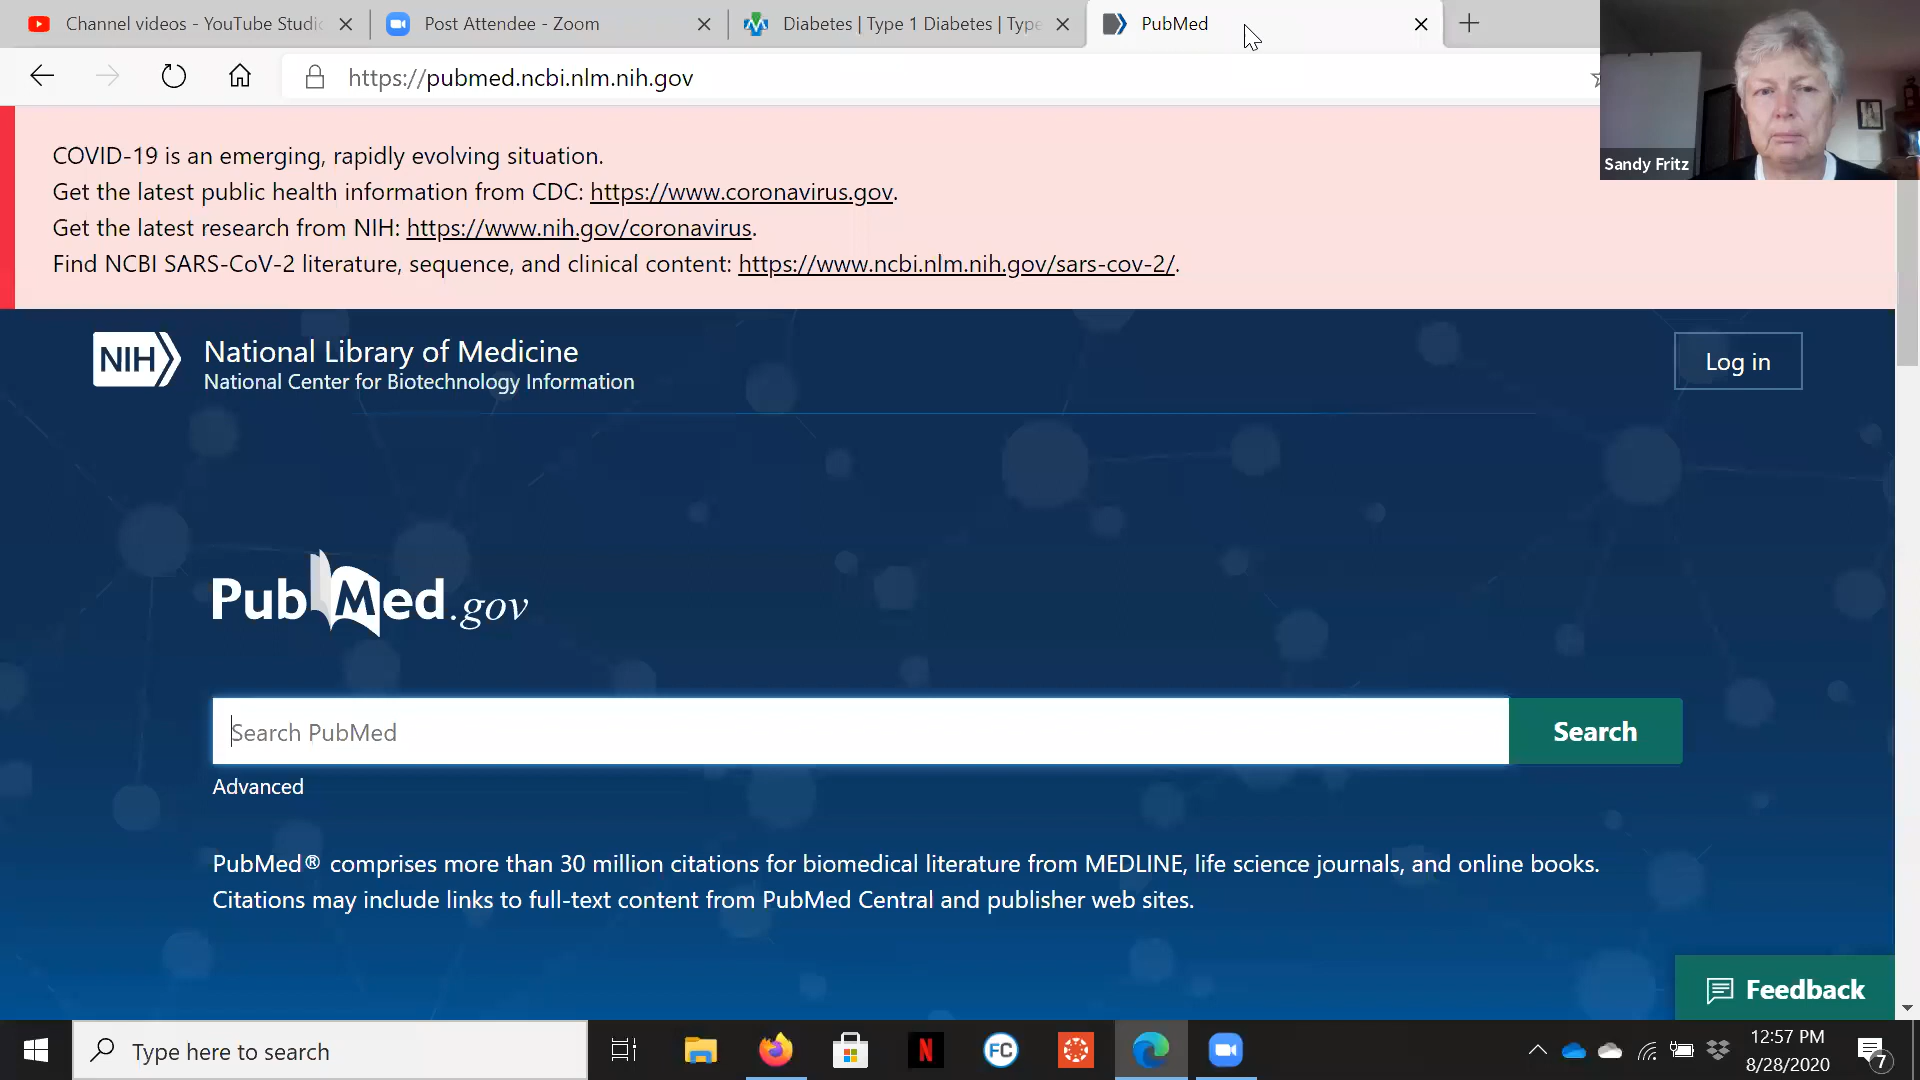 Channel videos - YouTube Studio
Post Attendee - Zoom
Diabetes | Type 1 Diabetes | Type
PubMed
https://pubmed.ncbi.nlm.nih.gov
Sandy Fritz
COVID-19 is an emerging, rapidly evolving situation.
Get the latest public health information from CDC: https://www.coronavirus.gov.
Get the latest research from NIH: https://www.nih.gov/coronavirus.
Find NCBI SARS-CoV-2 literature, sequence, and clinical content: https://www.ncbi.nlm.nih.gov/sars-cov-2/.
NIH
National Library of Medicine
National Center for Biotechnology Information
Log in
PubMed.gov
Search PubMed
Search
Advanced
PubMed® comprises more than 30 million citations for biomedical literature from MEDLINE, life science journals, and online books.
Citations may include links to full-text content from PubMed Central and publisher web sites.
Feedback
Type here to search
N
FC
12:57 PM
8/28/2020
7